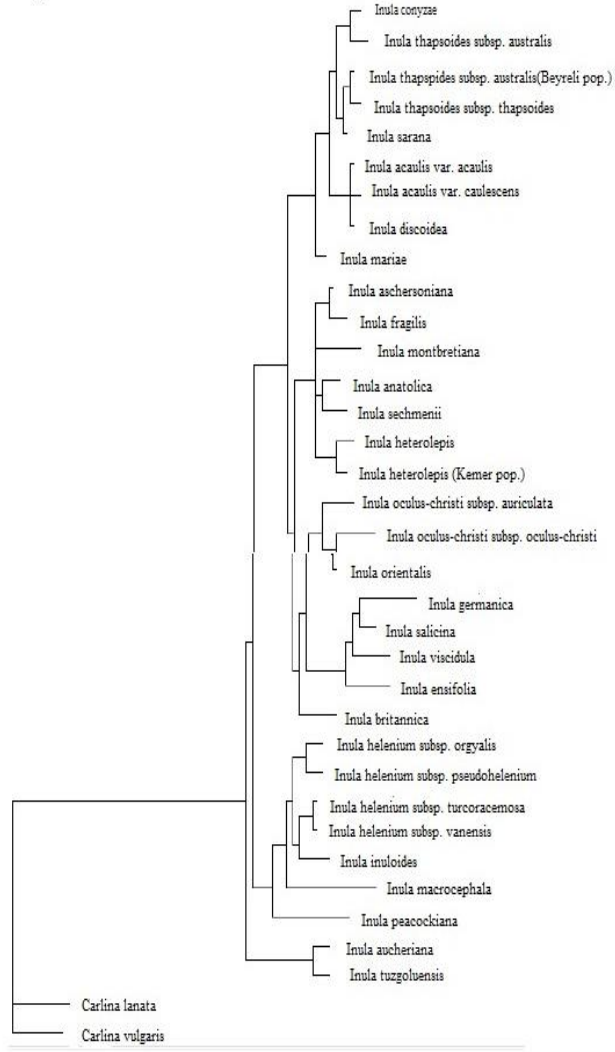 Inula conyzae
Inula thapsoides subsp. australis
Inula thapspides subsp. australis(Beyreli pop.)
Inula thapsoides subsp. thapsoides
Inula sarana
Inula acaulis var. acaulis
Inula acaulis var. caulescens
Inula discoidea
Inula mariae
Inula aschersoniana
Inula fragilis
Inula montbretiana
Inula anatolica
Inula sechmenii
Inula heterolepis
Inula heterolepis (Kemer pop.)
Inula oculus-christi subsp. auriculata
Inula oculus-christi subsp. oculus-christi
Inula orientalis
Inula germanica
Inula salicina
Inula viscidula
Inula ensifolia
Inula britannica
Inula helenium subsp. orgyalis
Inula helenium subsp. pseudohelenium
Inula helenium subsp. turcoracemosa
Inula helenium subsp. vanensis
Inula inuloides
Inula macrocephala
Inula peacockiana
Inula aucheriana
Inula tuzgoluensis
Carlina lanata
Carlina vulgaris